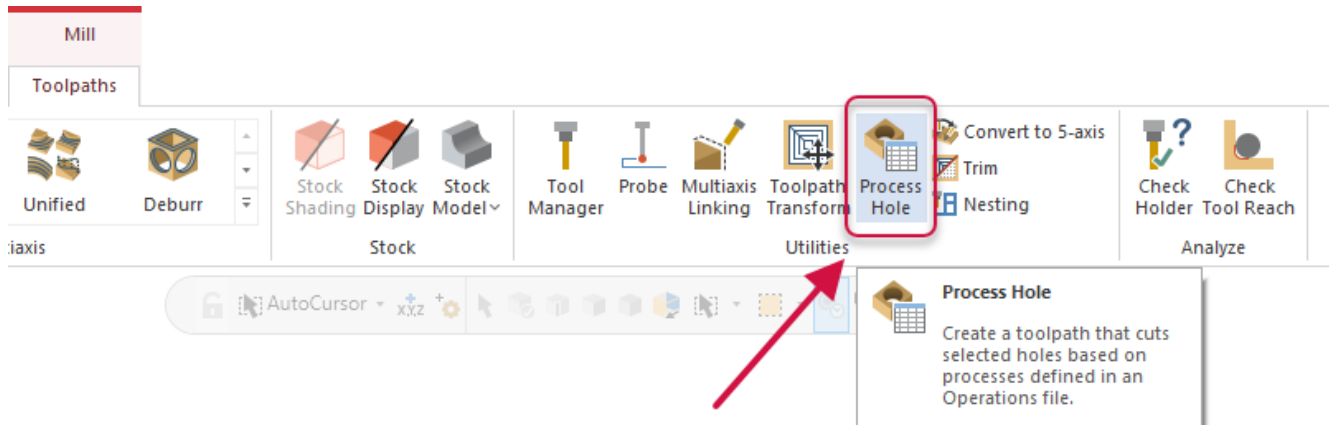 Mill
Toolpaths
Unified
Deburr
Stock Shading
Stock Display
Stock Model
Tool Manager
Probe
Multiaxis Linking
Toolpath Transform
Process Hole
Convert to 5-axis
Trim
Nesting
Check Holder
Check Tool Reach
tiaxis
Stock
Utilities
Analyze
AutoCursor
xyz
Process Hole
Create a toolpath that cuts
selected holes based on
processes defined in an
Operations file.